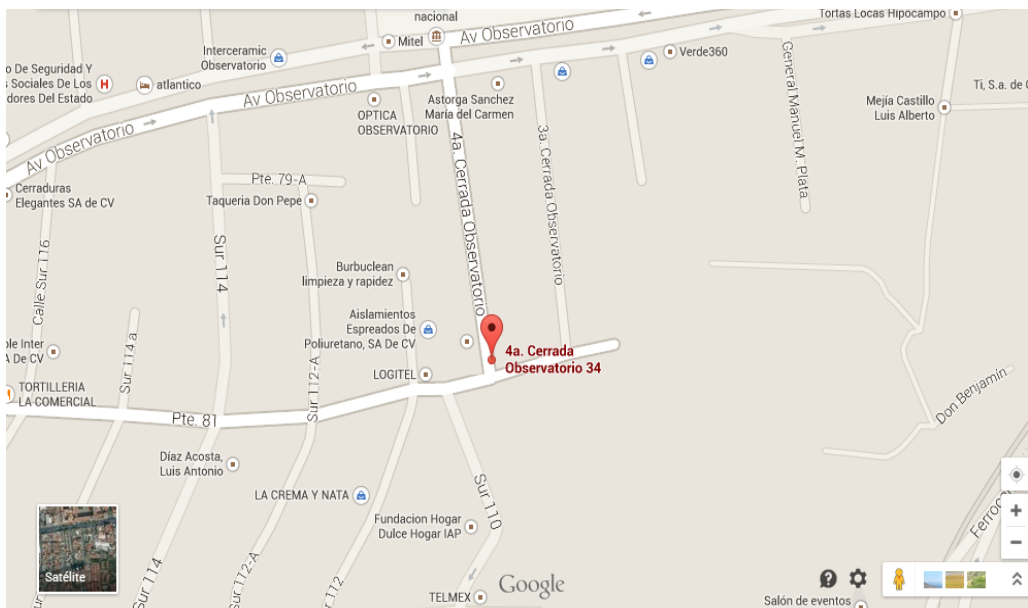 nacional
Tortas Locas Hipocampo
Mitel
Av Observatorio
Interceramic
Observatorio
Verde360
o De Seguridad Y
Sociales De Los
adores Del Estado
H
atlantico
Av Observatorio
OPTICA
OBSERVATORIO
Astorga Sanchez
María del Carmen
General Manuel M. Plata
Mejía Castillo
Luis Alberto
Ti, S.a. de C
Av Observatorio
4a. Cerrada Observatorio
3a. Cerrada Observatorio
Pte. 79-A
Cerraduras
Elegantes SA de CV
Taqueria Don Pepe
Calle Sur 116
Sur 114
Burbuclean
limpieza y rapidez
Aislamientos
Espreados De
Poliuretano, SA De CV
ole Inter
A De CV
Sur 114 a
Sur 112-A
4a. Cerrada
Observatorio 34
LOGITEL
TORTILLERIA
LA COMERCIAL
Pte. 81
Don Benjamin
Díaz Acosta,
Luis Antonio
LA CREMA Y NATA
Sur 110
Fundacion Hogar
Dulce Hogar IAP
Ferroca
Satélite
Sur 114
Sur 112-A
Sur 112
Google
TELMEX
Salón de eventos